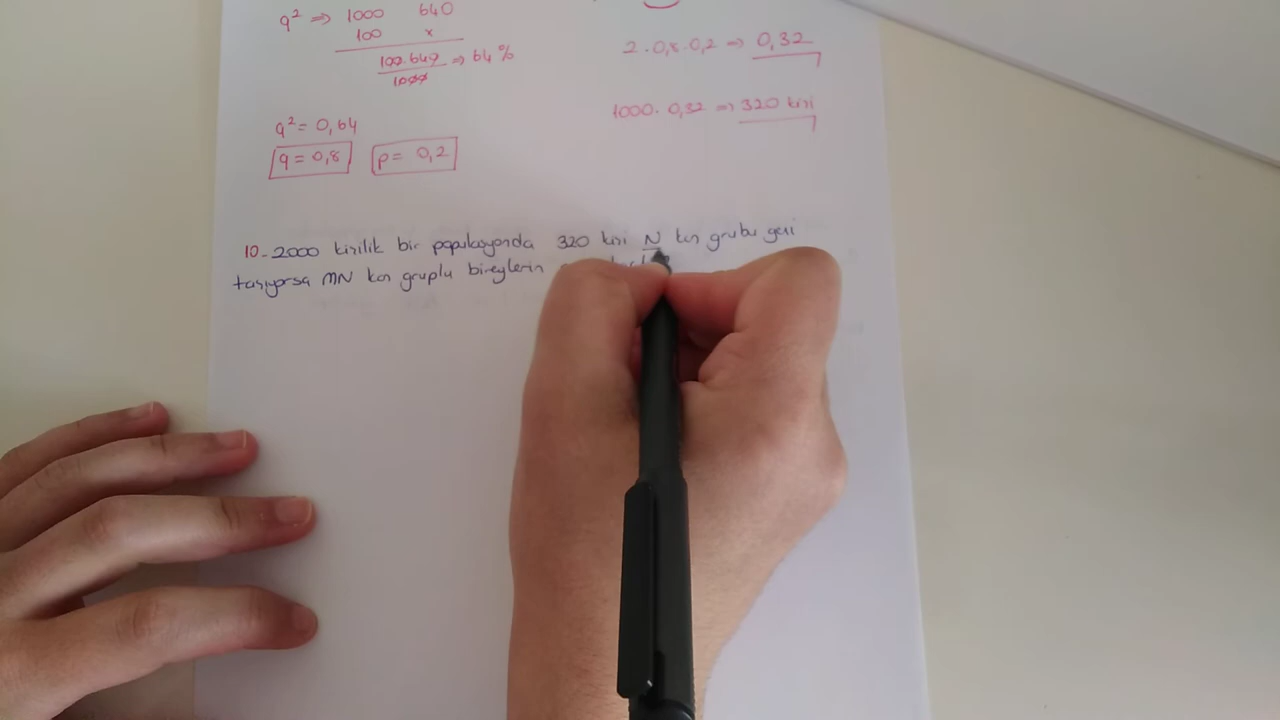 q² ⇒ 1000 640
100 x
100.640 ⇒ 64 %
1000
q² = 0,64
q = 0,8 p = 0,2
2.0,8.0,2 ⇒ 0,32
1000. 0,32 ⇒ 320 kişi
10-2000 kişilik bir populasyonda 320 kişi N kan grubu geni
taşıyorsa MN kan gruplu bireylerin